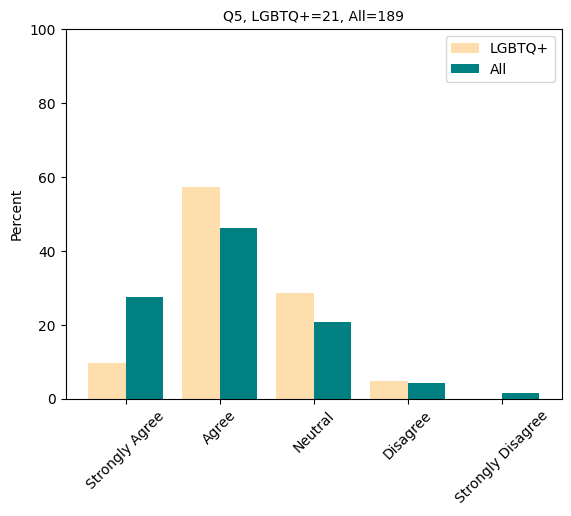 Q5, LGBTQ+=21, All=189
LGBTQ+
All
Percent
100
80
60
40
20
0
Strongly Agree
Agree
Neutral
Disagree
Strongly Disagree